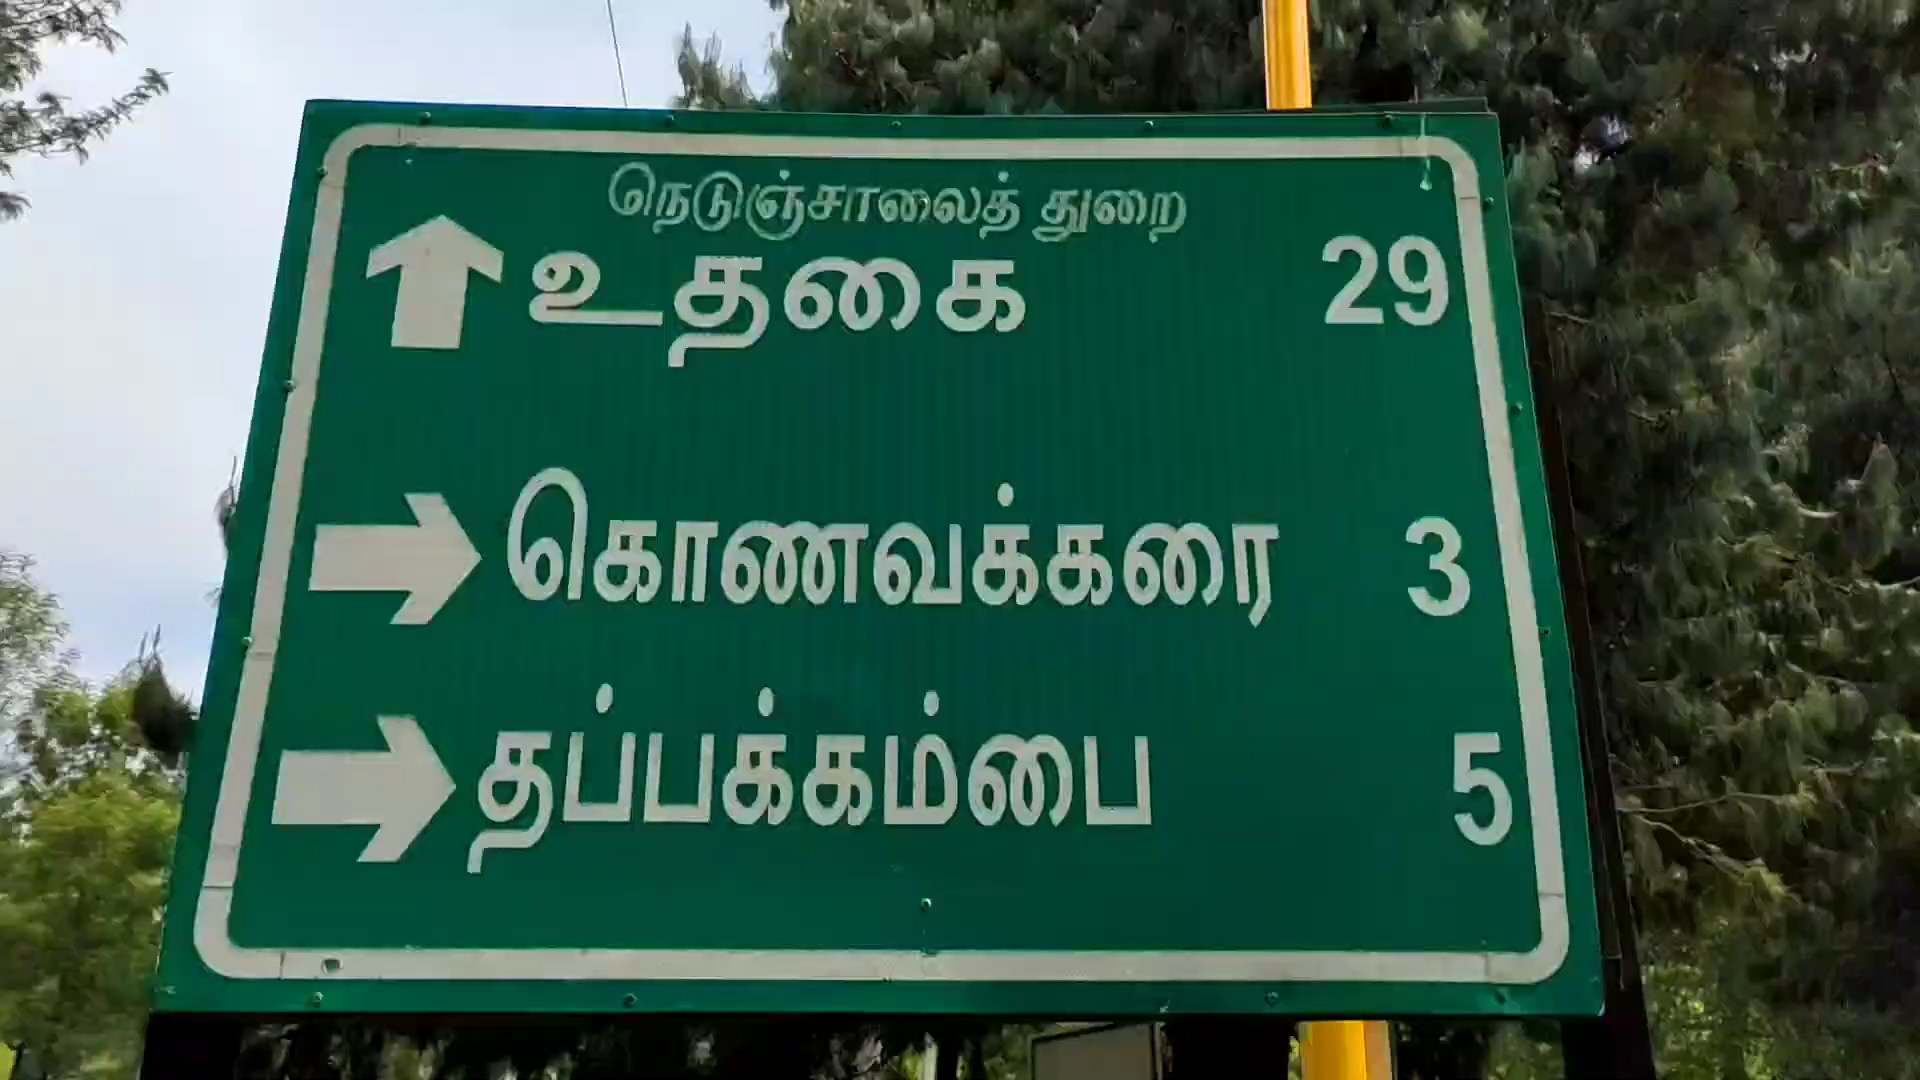 நெடுஞ்சாலைத் துறை
உதகை 29
கொணவக்கரை 3
தப்பக்கம்பை 5